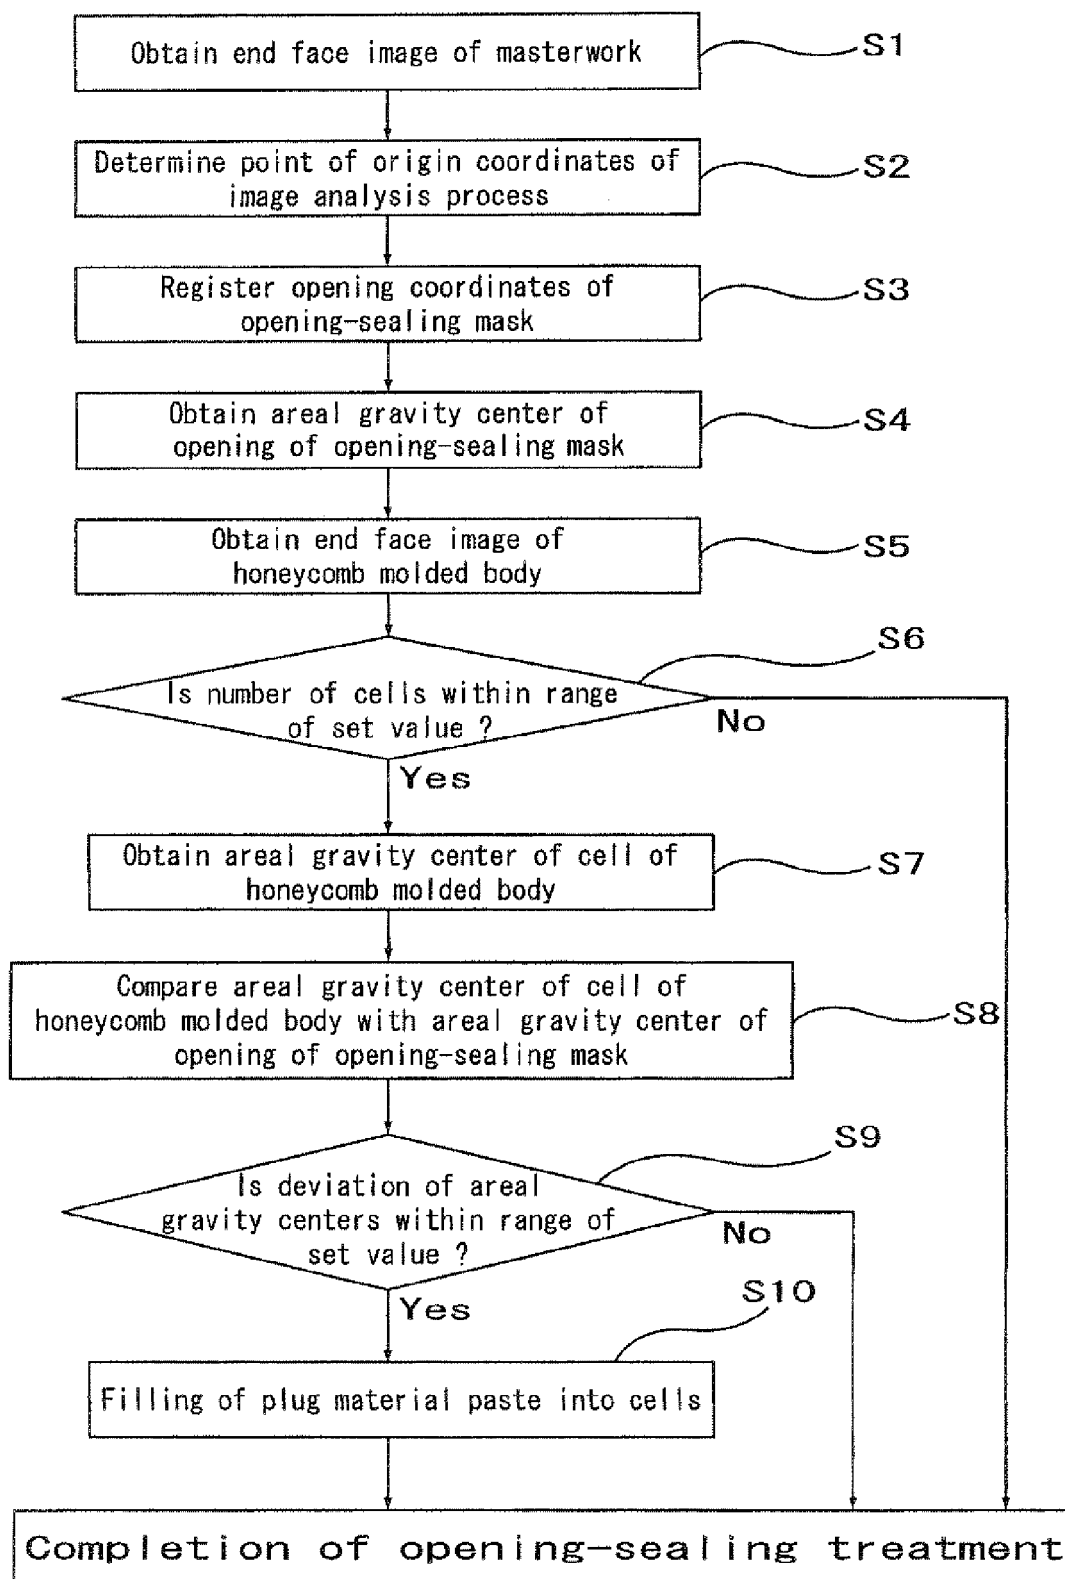 Obtain end face image of masterwork
S1
Determine point of origin coordinates of
image analysis process
S2
Register opening coordinates of
opening-sealing mask
S3
Obtain areal gravity center of
opening of opening-sealing mask
S4
Obtain end face image of
honeycomb molded body
S5
S6
Is number of cells within range
of set value ?
No
Yes
Obtain areal gravity center of cell of
honeycomb molded body
S7
Compare areal gravity center of cell of
honeycomb molded body with areal gravity center of
opening of opening-sealing mask
S8
S9
Is deviation of areal
gravity centers within range of
set value ?
No
Yes
S10
Filling of plug material paste into cells
Completion of opening-sealing treatment